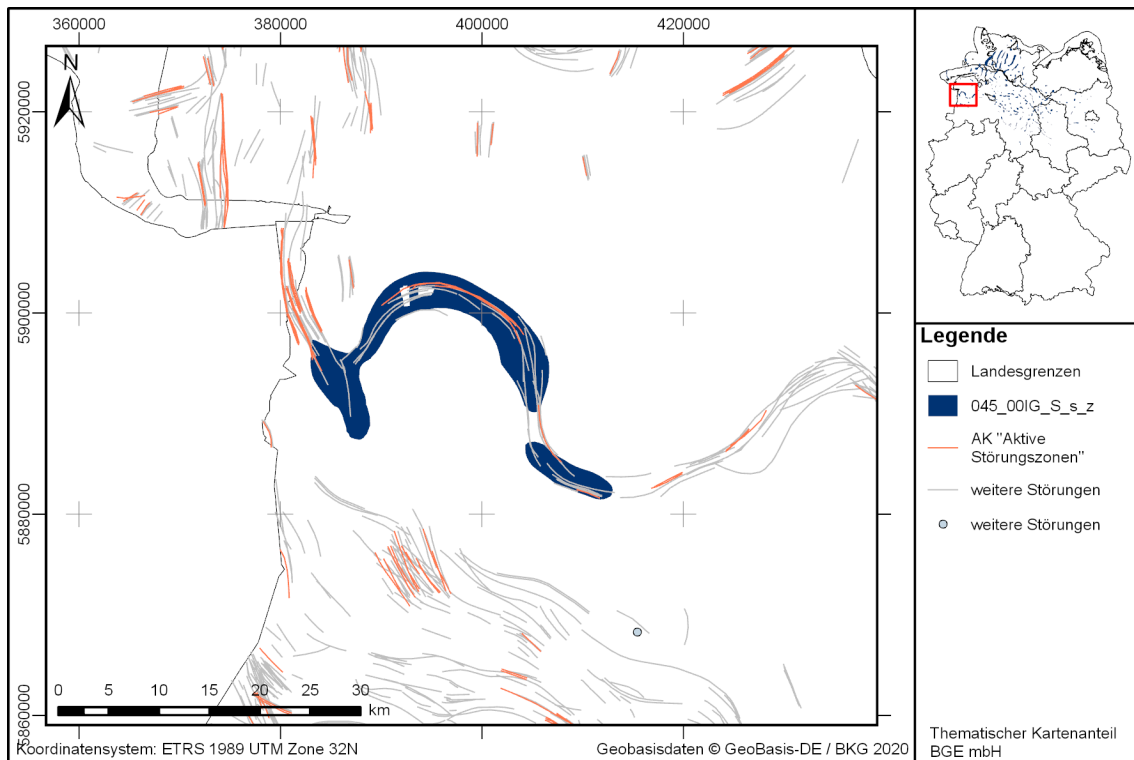 360000 380000 400000 420000
N
5920000
5900000
5880000
5860000
0 5 10 15 20 25 30
km
Koordinatensystem: ETRS 1989 UTM Zone 32N
Geobasisdaten © GeoBasis-DE / BKG 2020
Legende
Landesgrenzen
045_00IG_S_s_z
AK "Aktive
Störungszonen"
weitere Störungen
weitere Störungen
Thematischer Kartenanteil
BGE mbH